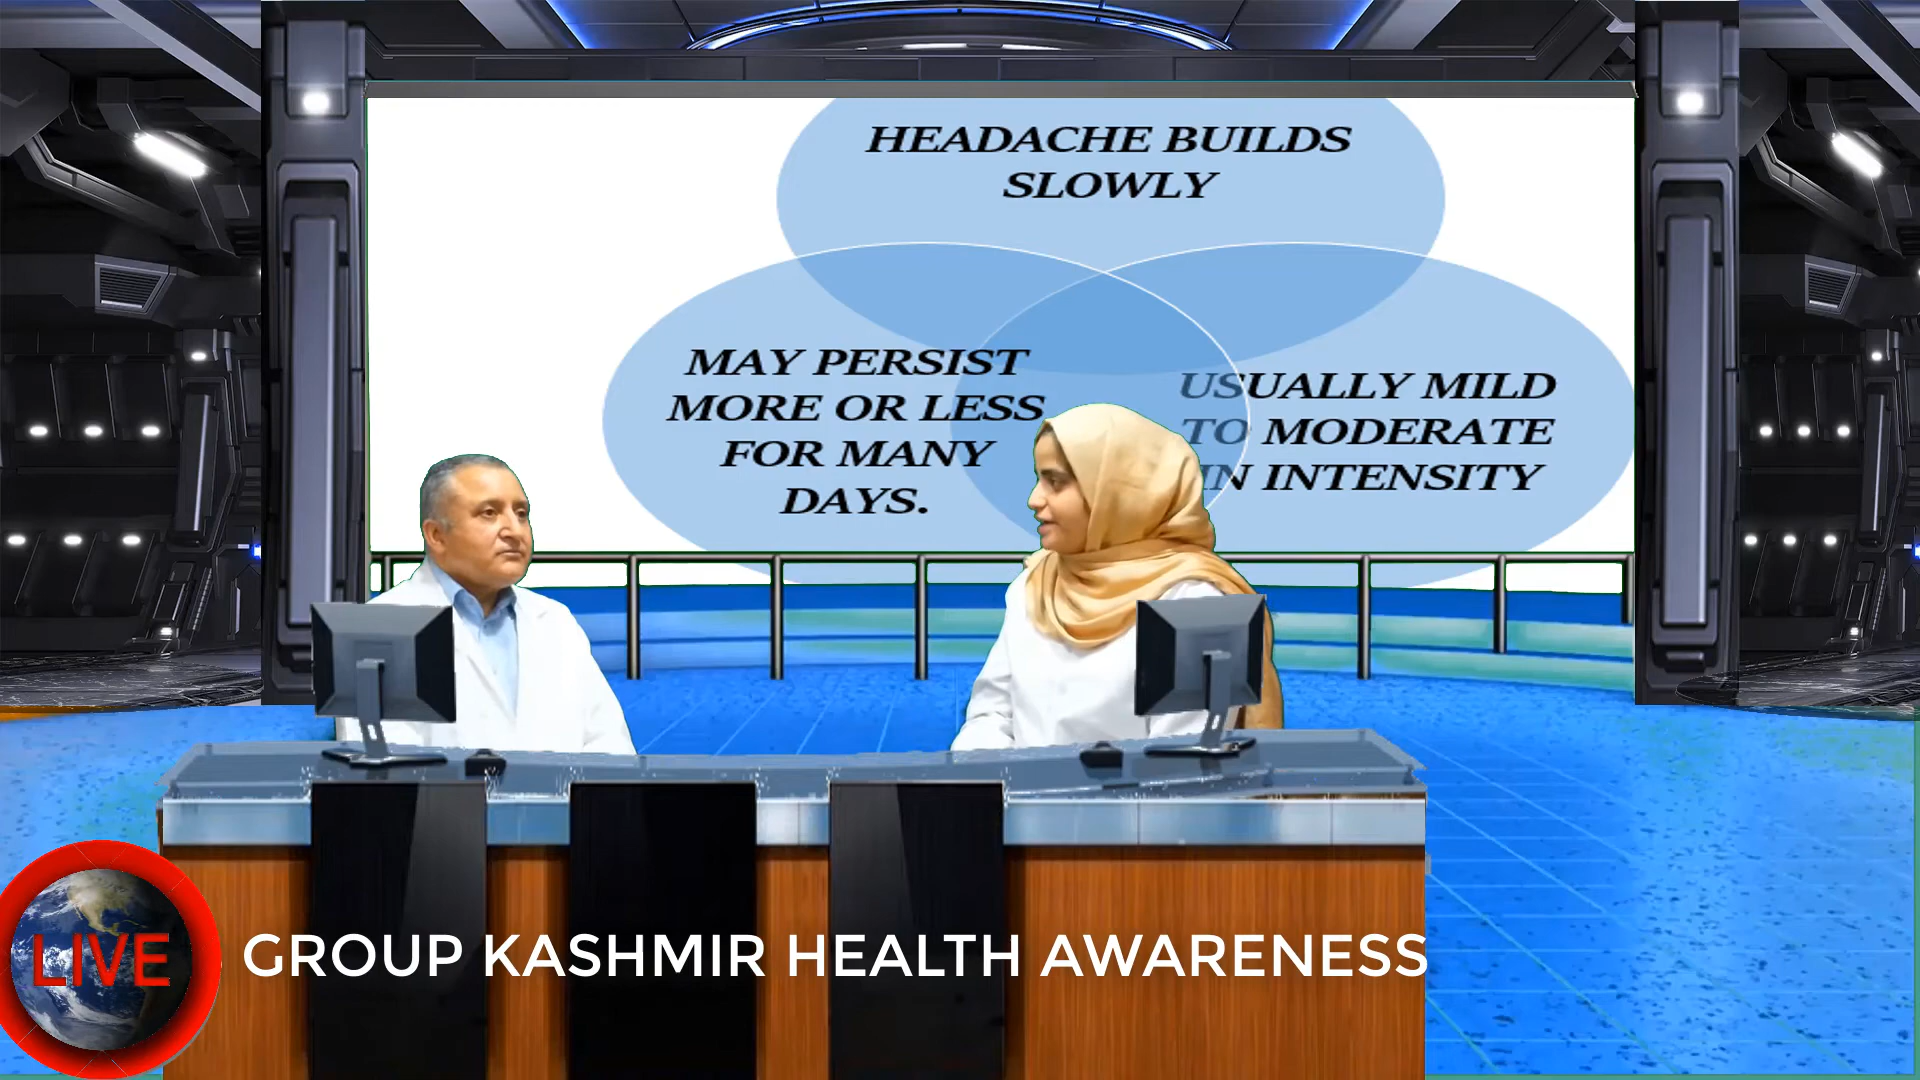 HEADACHE BUILDS
SLOWLY
MAY PERSIST
MORE OR LESS
FOR MANY
DAYS.
USUALLY MILD
TO MODERATE
IN INTENSITY
LIVE
GROUP KASHMIR HEALTH AWARENESS